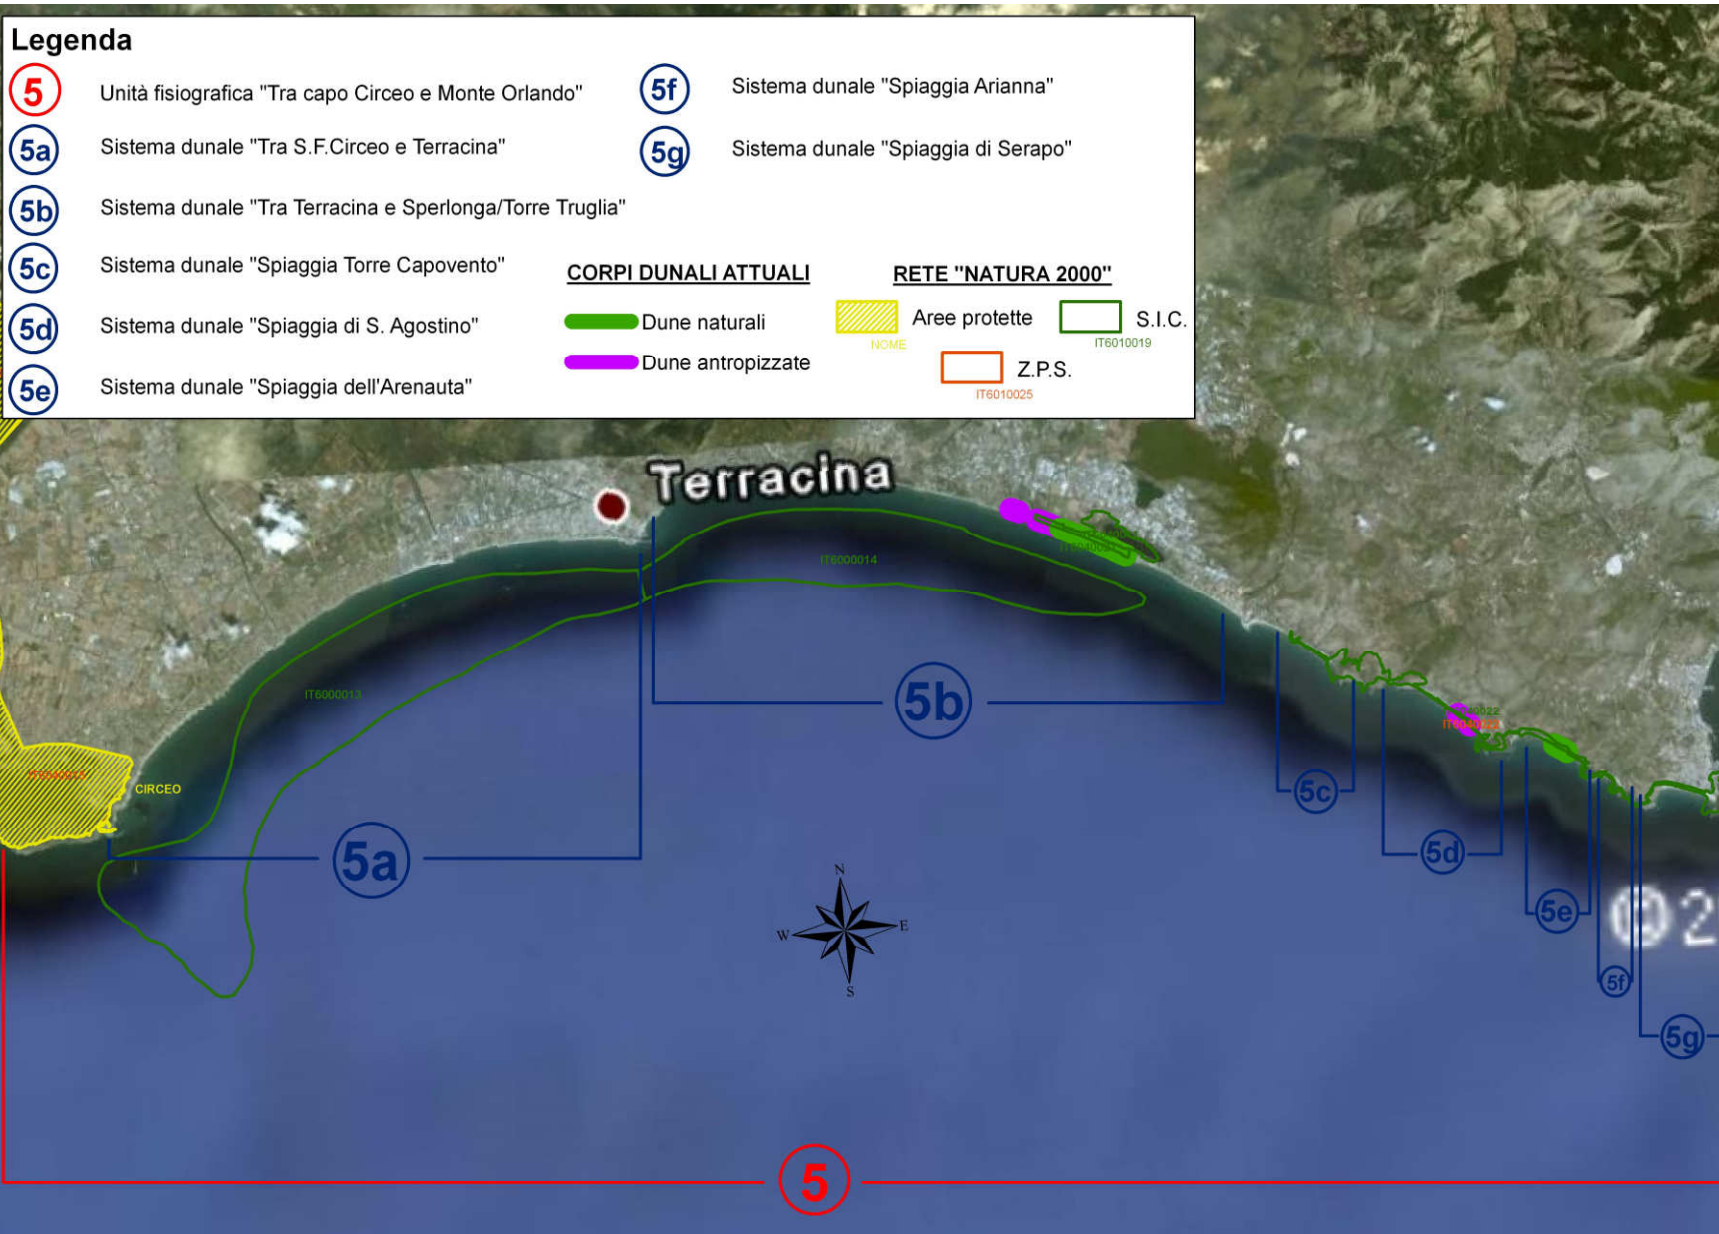 Legenda
5 Unità fisiografica "Tra capo Circeo e Monte Orlando"
5a Sistema dunale "Tra S.F.Circeo e Terracina"
5b Sistema dunale "Tra Terracina e Sperlonga/Torre Truglia"
5c Sistema dunale "Spiaggia Torre Capovento"
5d Sistema dunale "Spiaggia di S. Agostino"
5e Sistema dunale "Spiaggia dell'Arenauta"
5f Sistema dunale "Spiaggia Arianna"
5g Sistema dunale "Spiaggia di Serapo"
CORPI DUNALI ATTUALI
Dune naturali
Dune antropizzate
RETE "NATURA 2000"
Aree protette
NOME
S.I.C.
IT6010019
Z.P.S.
IT6010025
Terracina
IT6000014
IT6000013
CIRCEO
5b
5a
5c
5d
5e
5f
5g
N
W
E
S
©2
5